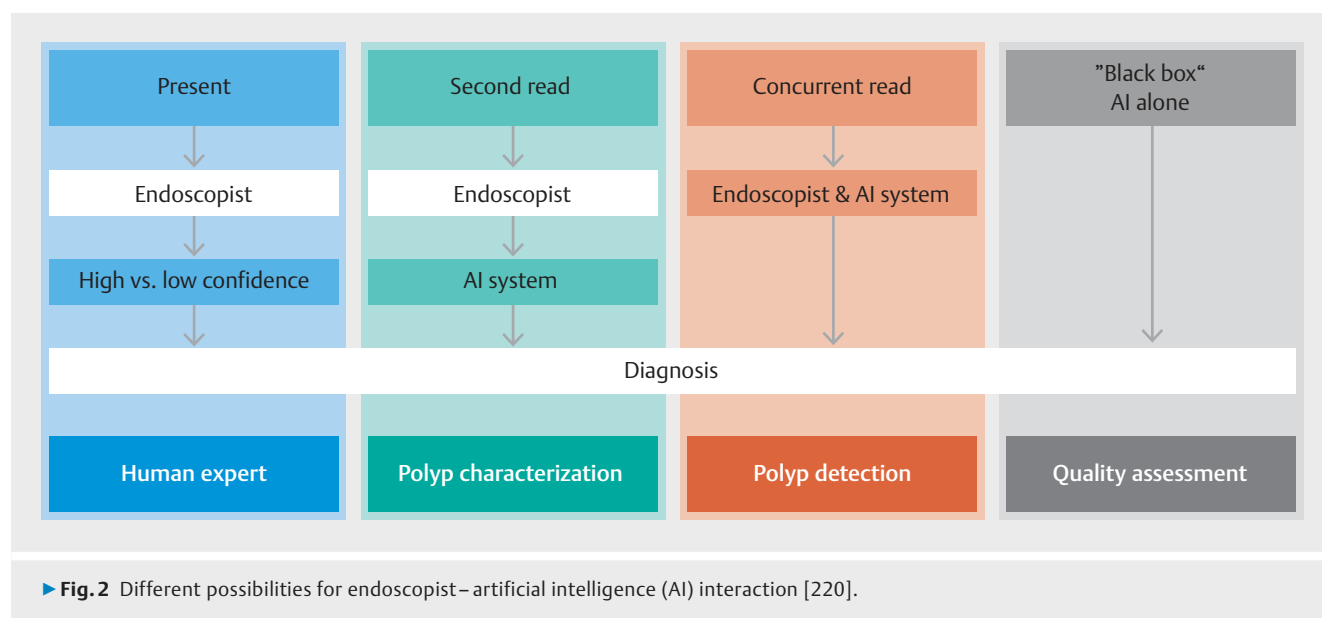 Present
Second read
Concurrent read
”Black box“
AI alone
Endoscopist
Endoscopist
Endoscopist & AI system
High vs. low confidence
AI system
Diagnosis
Human expert
Polyp characterization
Polyp detection
Quality assessment
▶ Fig. 2 Different possibilities for endoscopist – artificial intelligence (AI) interaction [220].